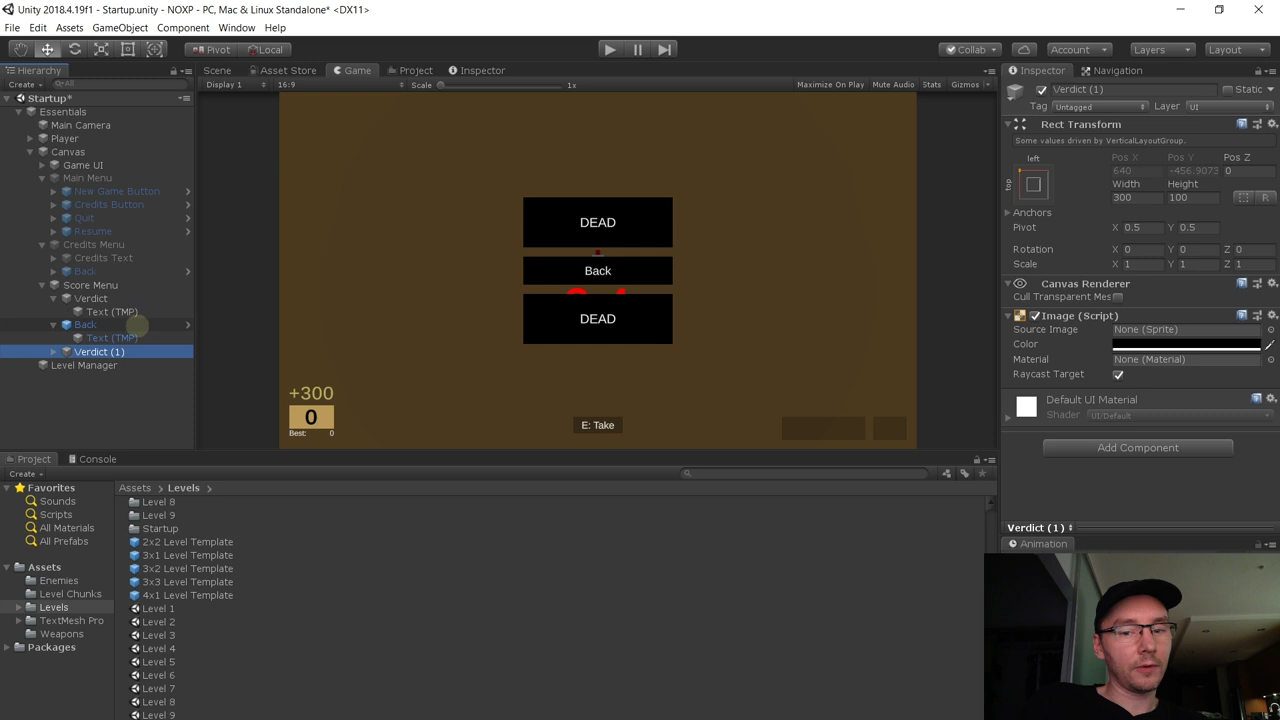 Unity 2018.4.19f1 - Startup.unity - NOXP - PC, Mac & Linux Standalone* <DX11>
File Edit Assets GameObject Component Window Help
Pivot Local Collab Account Layers Layout
Hierarchy
Create All
Startup*
Essentials
Main Camera
Player
Canvas
Game UI
Main Menu
New Game Button
Credits Button
Quit
Resume
Credits Menu
Credits Text
Back
Score Menu
Verdict
Text (TMP)
Back
Text (TMP)
Verdict (1)
Level Manager
Scene Asset Store Game Project Inspector
Display 1 16:9 Scale 1x Maximize On Play Mute Audio Stats Gizmos
DEAD
Back
DEAD
+300
0
Best: 0
E: Take
Inspector Navigation
Verdict (1) Static
Tag Untagged Layer UI
Rect Transform
Some values driven by VerticalLayoutGroup.
left Pos X Pos Y Pos Z
top 640 -456.9073 0
Width Height
300 100 R
Anchors
Pivot X 0.5 Y 0.5
Rotation X 0 Y 0 Z 0
Scale X 1 Y 1 Z 1
Canvas Renderer
Cull Transparent Mes
Image (Script)
Source Image None (Sprite)
Color
Material None (Material)
Raycast Target
Default UI Material
Shader UI/Default
Add Component
Verdict (1)
Animation
Project Console
Create
Favorites
Sounds
Scripts
All Materials
All Prefabs
Assets
Enemies
Level Chunks
Levels
TextMesh Pro
Weapons
Packages
Assets > Levels >
Level 8
Level 9
Startup
2x2 Level Template
3x1 Level Template
3x2 Level Template
3x3 Level Template
4x1 Level Template
Level 1
Level 2
Level 3
Level 4
Level 5
Level 6
Level 7
Level 8
Level 9